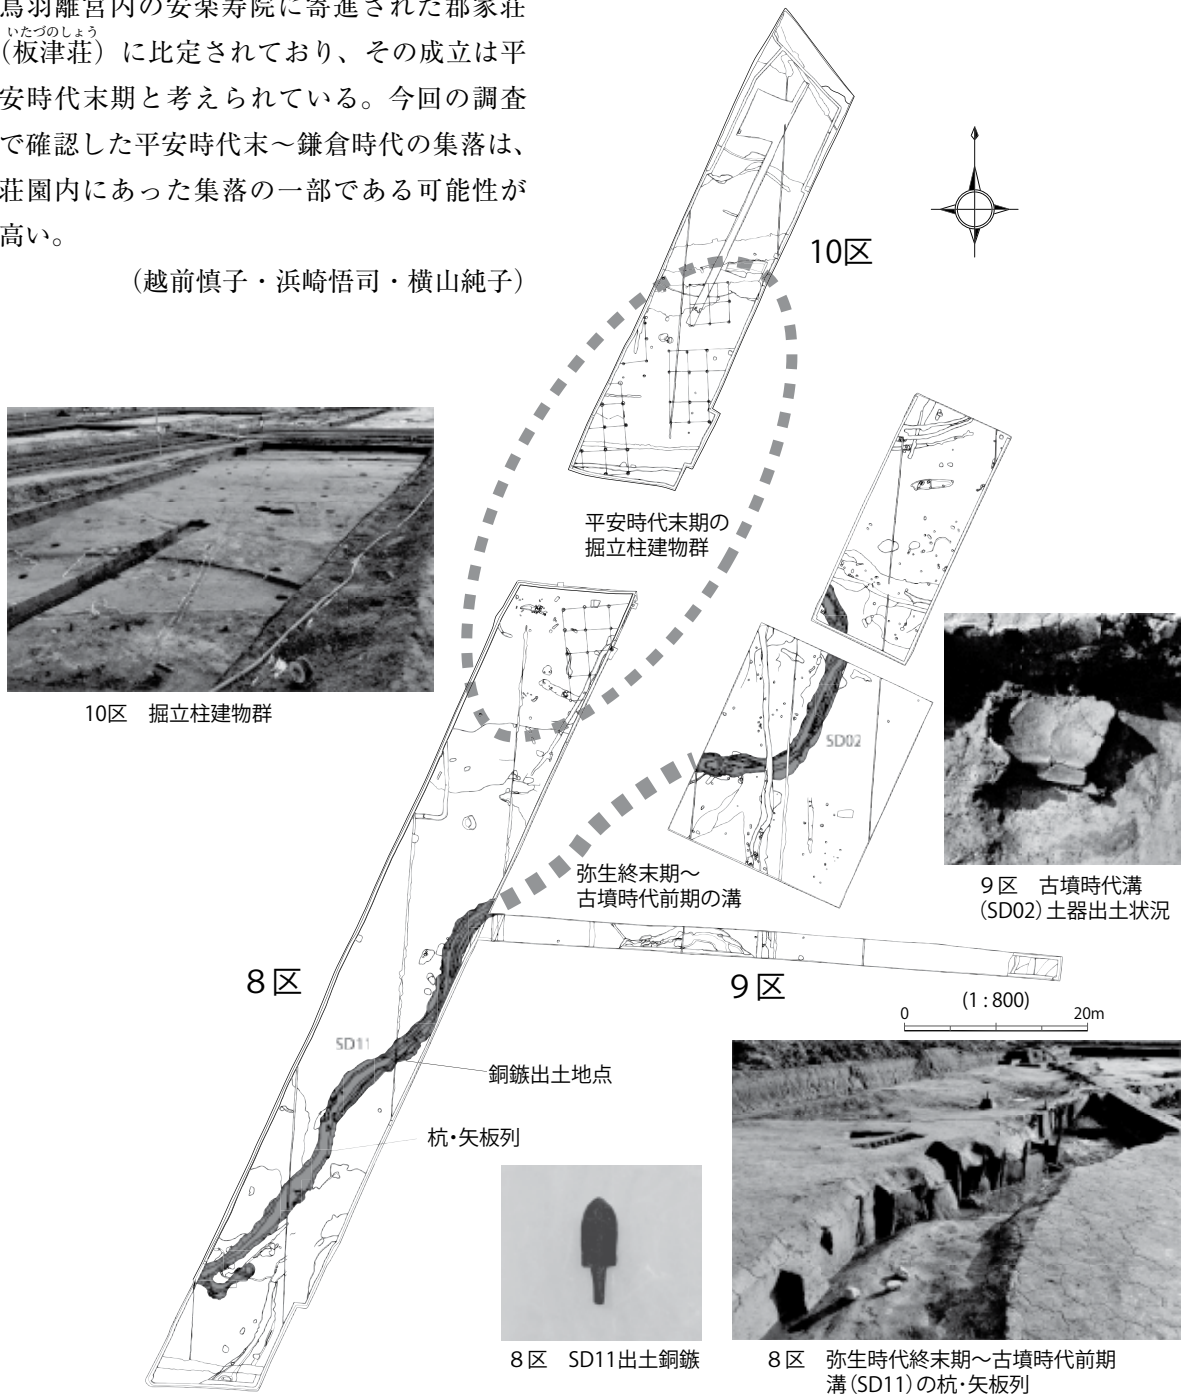 鳥羽離宮内の安楽寿院に寄進された郡家荘
いたづのしょう
（板津荘）に比定されており、その成立は平
安時代末期と考えられている。今回の調査
で確認した平安時代末～鎌倉時代の集落は、
荘園内にあった集落の一部である可能性が
高い。
（越前慎子・浜崎悟司・横山純子）
10区
平安時代末期の
掘立柱建物群
10区　掘立柱建物群
SD02
9区　古墳時代溝
（SD02）土器出土状況
弥生終末期～
古墳時代前期の溝
8区
9区
(1：800)
0　20m
SD11
銅鏃出土地点
杭・矢板列
8区　SD11出土銅鏃
8区　弥生時代終末期～古墳時代前期
溝（SD11）の杭・矢板列